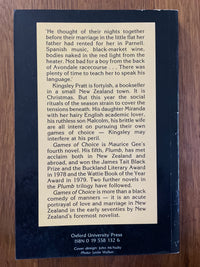 'He thought of their nights together
before their marriage in the little flat her
father had rented for her in Parnell.
Spanish music, black-market wine,
bodies naked in the red light from the
heater. Not bad for a boy from the back
of Avondale racecourse . . . There was
plenty of time to teach her to speak his
language.'
Kingsley Pratt is fortyish, a bookseller
in a small New Zealand town. It is
Christmas. But this year the social
rituals of the season strain to cover the
tensions beneath. His daughter Miranda
with her hairy English academic lover,
his ruthless son Malcolm, his brittle wife
are all intent on pursuing their own
games of choice — Kingsley may
interfere at his peril.
Games of Choice is Maurice Gee's
fourth novel. His fifth, Plumb, has met
acclaim both in New Zealand and
abroad, and won the James Tait Black
Prize and the Buckland Literary Award
in 1978 and the Wattie Book of the Year
Award in 1979. Two further novels in
the Plumb trilogy have followed.
Games of Choice is more than a black
comedy of manners — it is an acute
portrayal of love and marriage in New
Zealand in the early seventies by New
Zealand's foremost novelist.
Oxford University Press
ISBN 0 19 558 112 6
Cover design: John McNulty
Photo: Leslie Walker